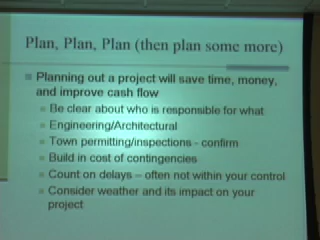 Plan, Plan, Plan (then plan some more)
Planning out a project will save time, money,
and improve cash flow
Be clear about who is responsible for what
Engineering/Architectural
Town permitting/inspections - confirm
Build in cost of contingencies
Count on delays – often not within your control
Consider weather and its impact on your
project